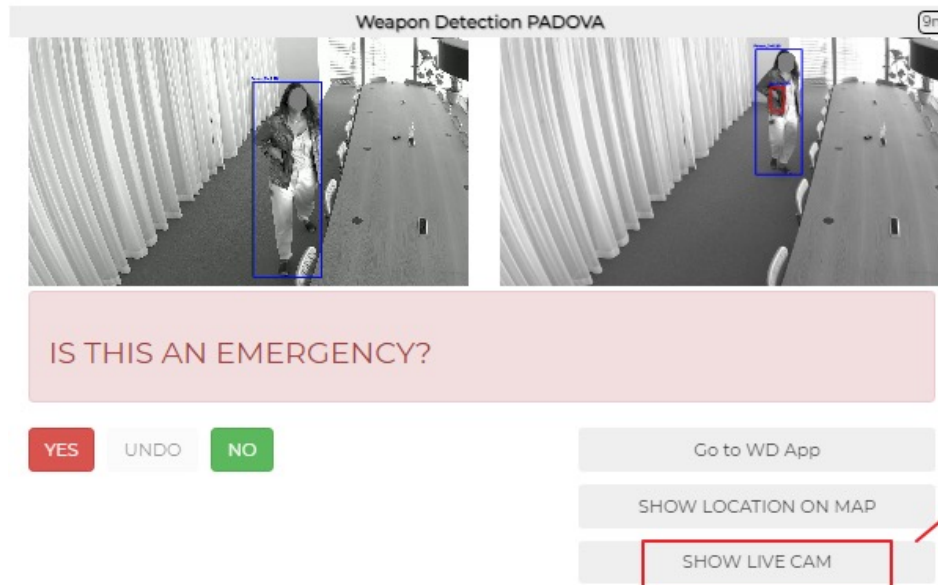 Weapon Detection PADOVA
IS THIS AN EMERGENCY?
YES
UNDO
NO
Go to WD App
SHOW LOCATION ON MAP
SHOW LIVE CAM